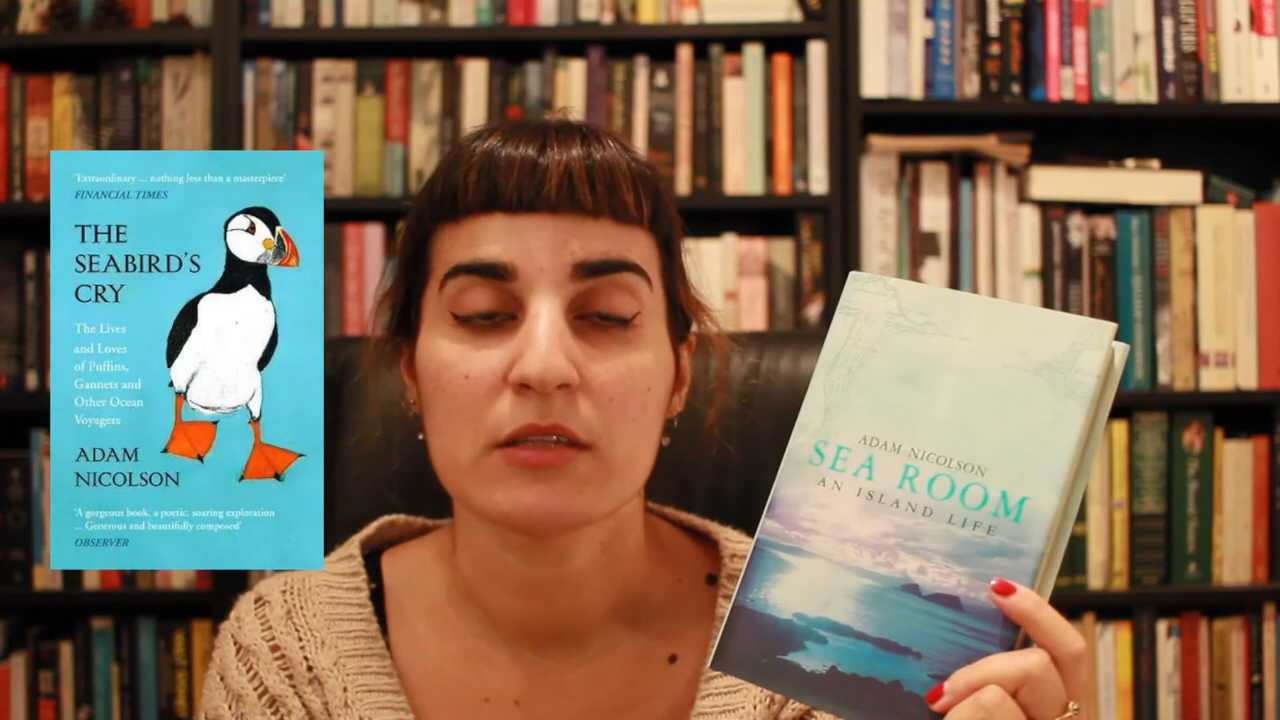 'Extraordinary ... nothing less than a masterpiece'
FINANCIAL TIMES
THE
SEABIRD'S
CRY
The Lives
and Loves
of Puffins,
Gannets and
Other Ocean
Voyagers
ADAM
NICOLSON
'A gorgeous book, a poetic, soaring exploration
... Generous and beautifully composed'
OBSERVER
ADAM NICOLSON
SEA ROOM
AN ISLAND LIFE